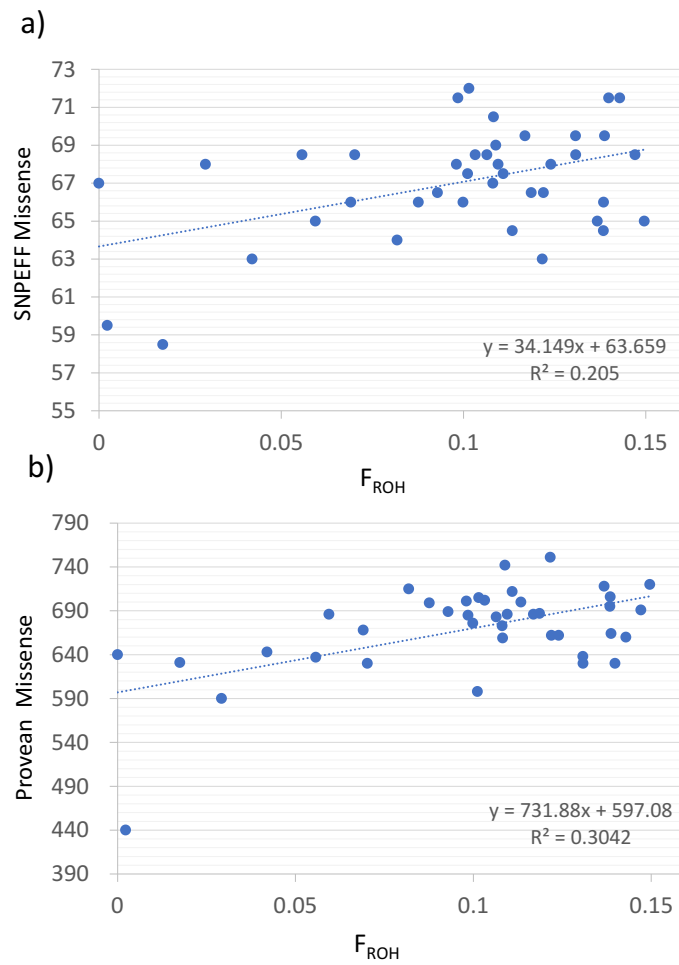 a)
SNPEFF Missense
73
71
69
67
65
63
61
59
57
55
y = 34.149x + 63.659
R² = 0.205
0 0.05 0.1 0.15
F_ROH
b)
Provean Missense
790
740
690
640
590
540
490
440
390
y = 731.88x + 597.08
R² = 0.3042
0 0.05 0.1 0.15
F_ROH